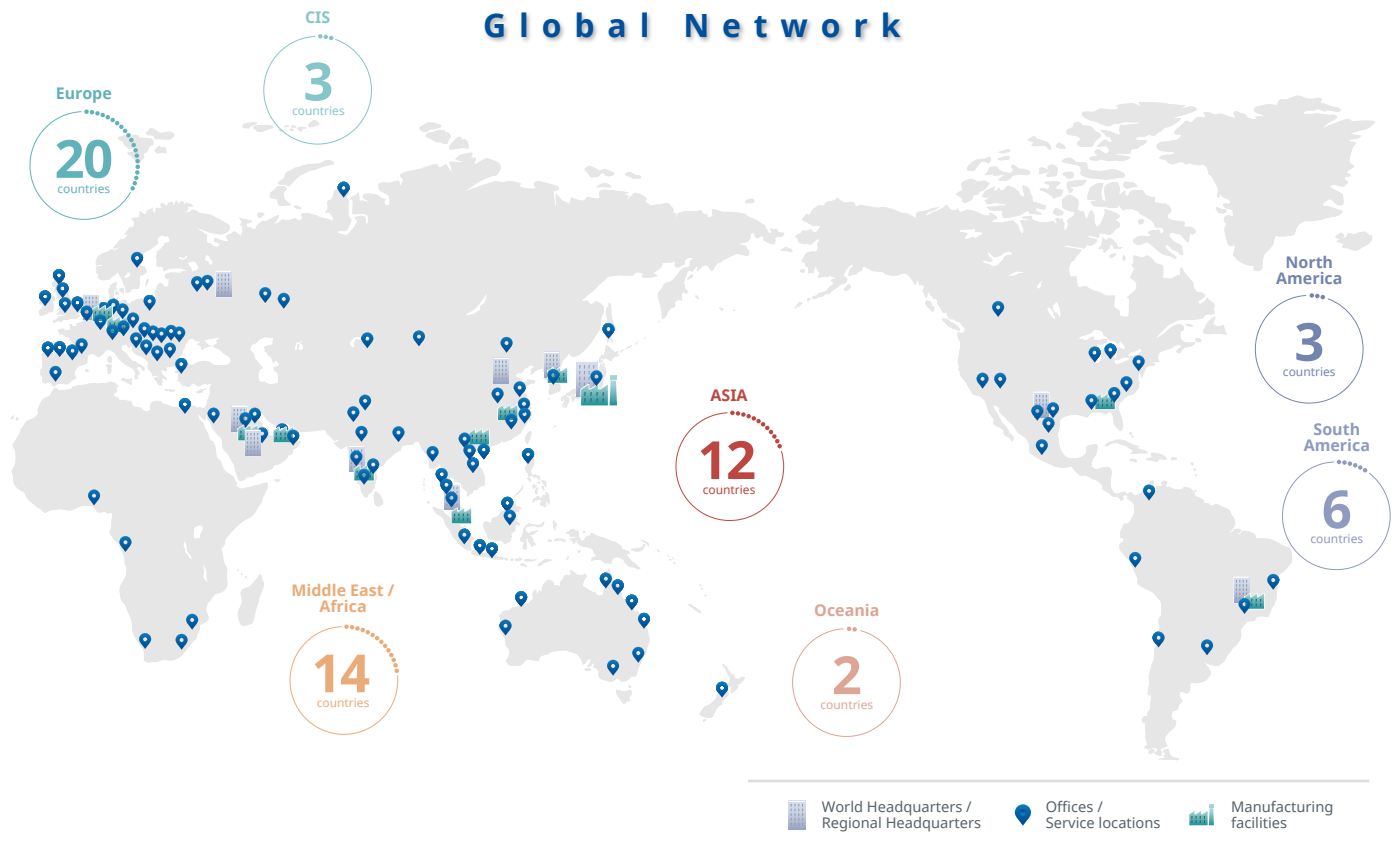 Global Network
CIS
3
countries
Europe
20
countries
North
America
3
countries
ASIA
12
countries
South
America
6
countries
Middle East /
Africa
14
countries
Oceania
2
countries
World Headquarters /
Regional Headquarters
Offices /
Service locations
Manufacturing
facilities